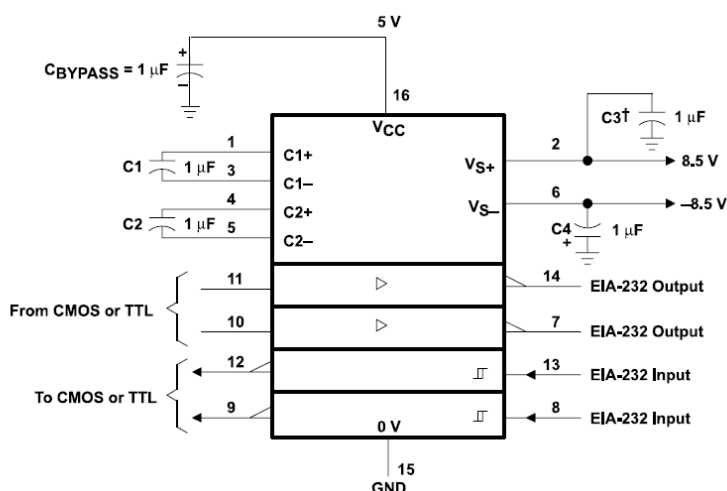 5 V
CBYPASS = 1 µF
+
–
16
VCC
C3†
1 µF
1
C1+
2
VS+
8.5 V
C1
1 µF
3
C1–
4
C2+
6
VS–
–8.5 V
C2
1 µF
5
C2–
C4
+
1 µF
11
14
EIA-232 Output
From CMOS or TTL
10
7
EIA-232 Output
12
13
EIA-232 Input
To CMOS or TTL
9
8
EIA-232 Input
0 V
15
GND